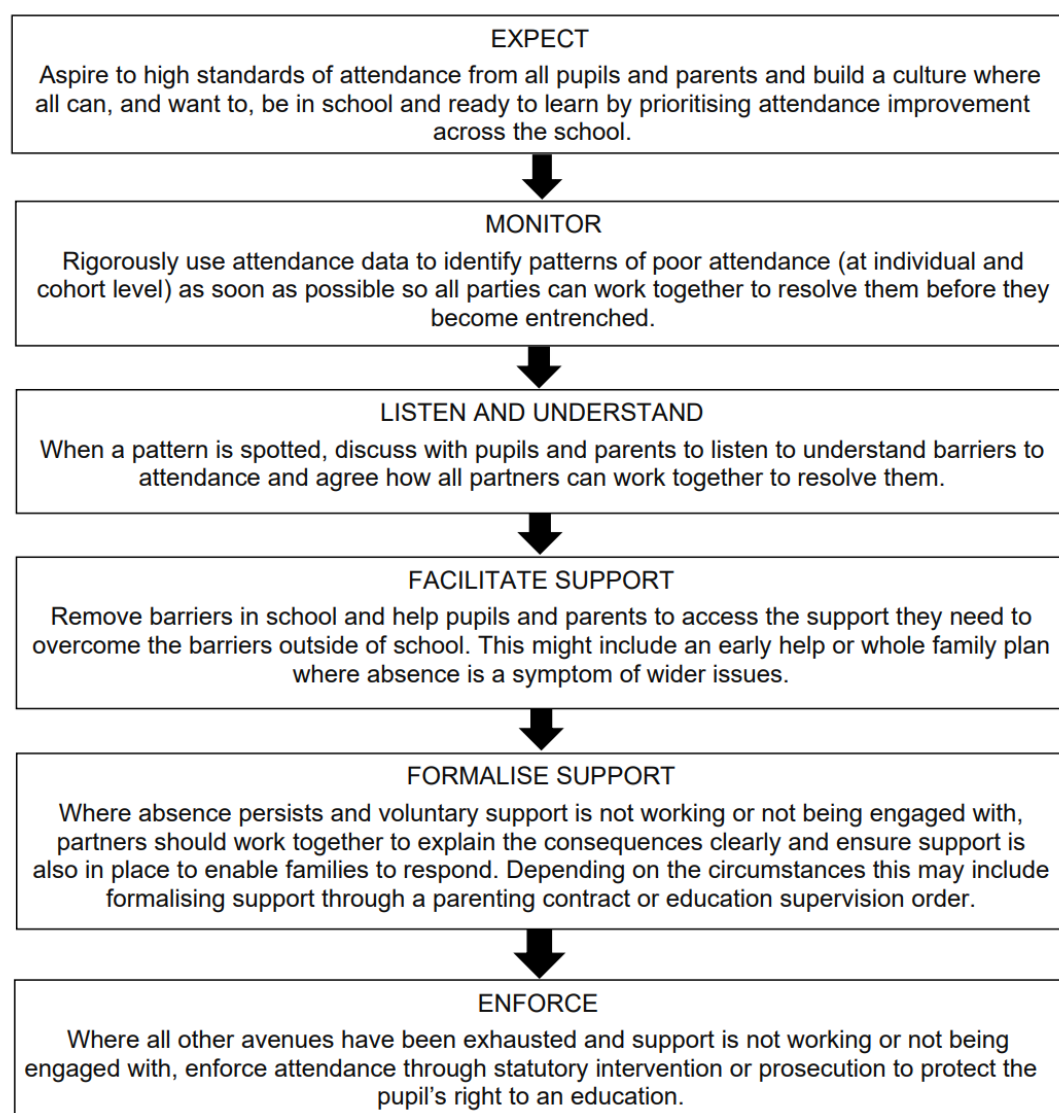 EXPECT
Aspire to high standards of attendance from all pupils and parents and build a culture where
all can, and want to, be in school and ready to learn by prioritising attendance improvement
across the school.
MONITOR
Rigorously use attendance data to identify patterns of poor attendance (at individual and
cohort level) as soon as possible so all parties can work together to resolve them before they
become entrenched.
LISTEN AND UNDERSTAND
When a pattern is spotted, discuss with pupils and parents to listen to understand barriers to
attendance and agree how all partners can work together to resolve them.
FACILITATE SUPPORT
Remove barriers in school and help pupils and parents to access the support they need to
overcome the barriers outside of school. This might include an early help or whole family plan
where absence is a symptom of wider issues.
FORMALISE SUPPORT
Where absence persists and voluntary support is not working or not being engaged with,
partners should work together to explain the consequences clearly and ensure support is
also in place to enable families to respond. Depending on the circumstances this may include
formalising support through a parenting contract or education supervision order.
ENFORCE
Where all other avenues have been exhausted and support is not working or not being
engaged with, enforce attendance through statutory intervention or prosecution to protect the
pupil's right to an education.